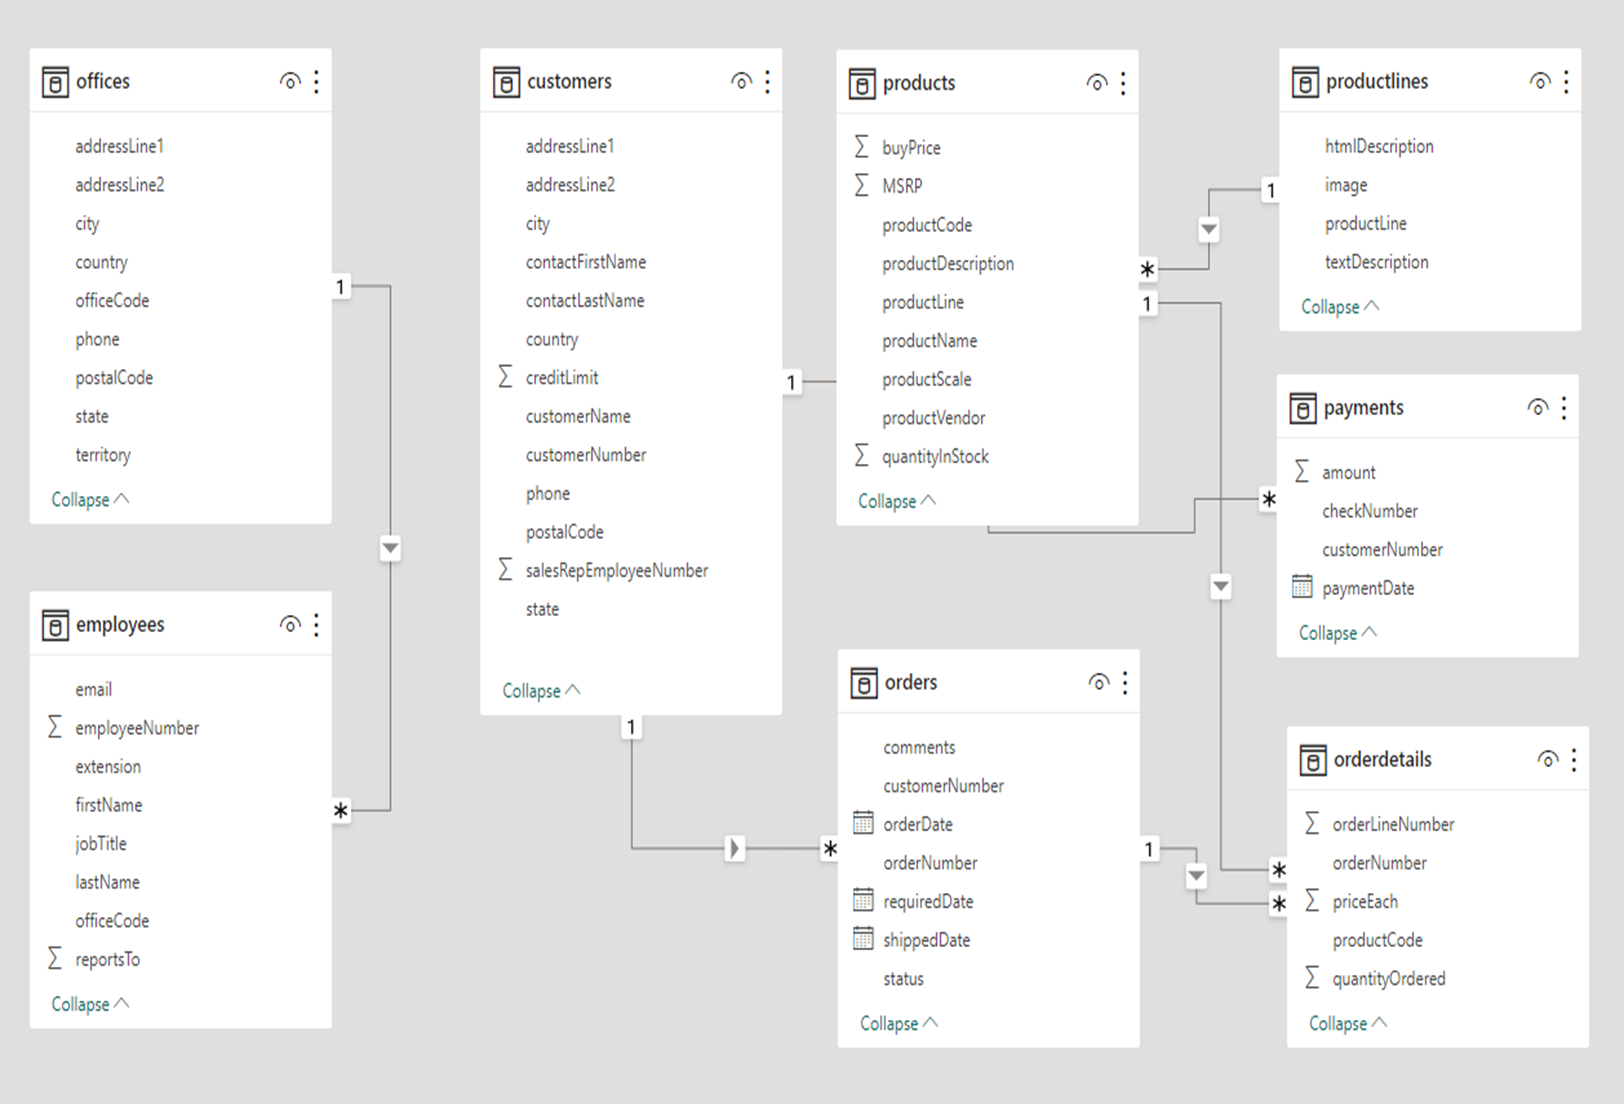 offices
addressLine1
addressLine2
city
country
officeCode
phone
postalCode
state
territory
Collapse
1
employees
email
employeeNumber
extension
firstName
jobTitle
lastName
officeCode
reportsTo
Collapse
*
customers
addressLine1
addressLine2
city
contactFirstName
contactLastName
country
creditLimit
customerName
customerNumber
phone
postalCode
salesRepEmployeeNumber
state
Collapse
1
1
products
buyPrice
MSRP
productCode
productDescription
productLine
productName
productScale
productVendor
quantityInStock
Collapse
*
1
orders
comments
customerNumber
orderDate
orderNumber
requiredDate
shippedDate
status
Collapse
*
1
productlines
htmlDescription
image
productLine
textDescription
Collapse
1
payments
amount
checkNumber
customerNumber
paymentDate
Collapse
*
orderdetails
orderLineNumber
orderNumber
priceEach
productCode
quantityOrdered
Collapse
*
*